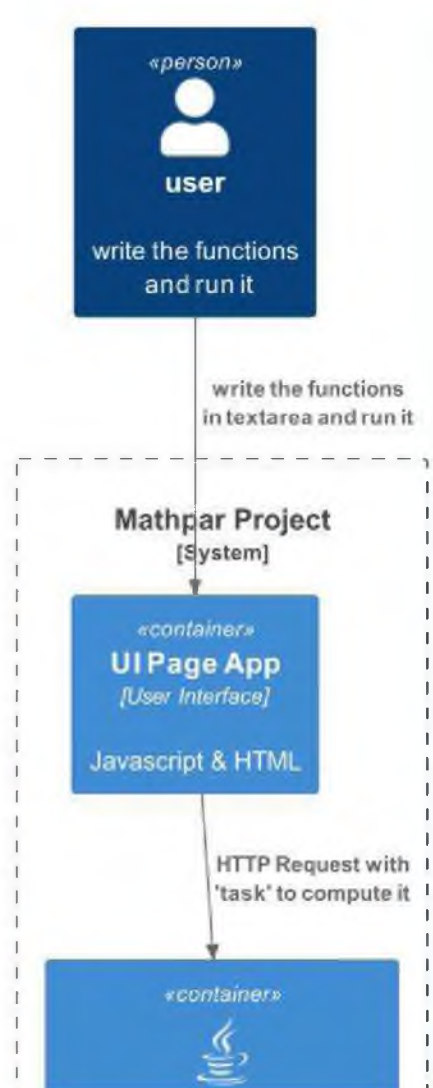 «person»
user
write the functions
and run it
write the functions
in textarea and run it
Mathpar Project
[System]
«container»
UI Page App
[User Interface]
Javascript & HTML
HTTP Request with
'task' to compute it
«container»